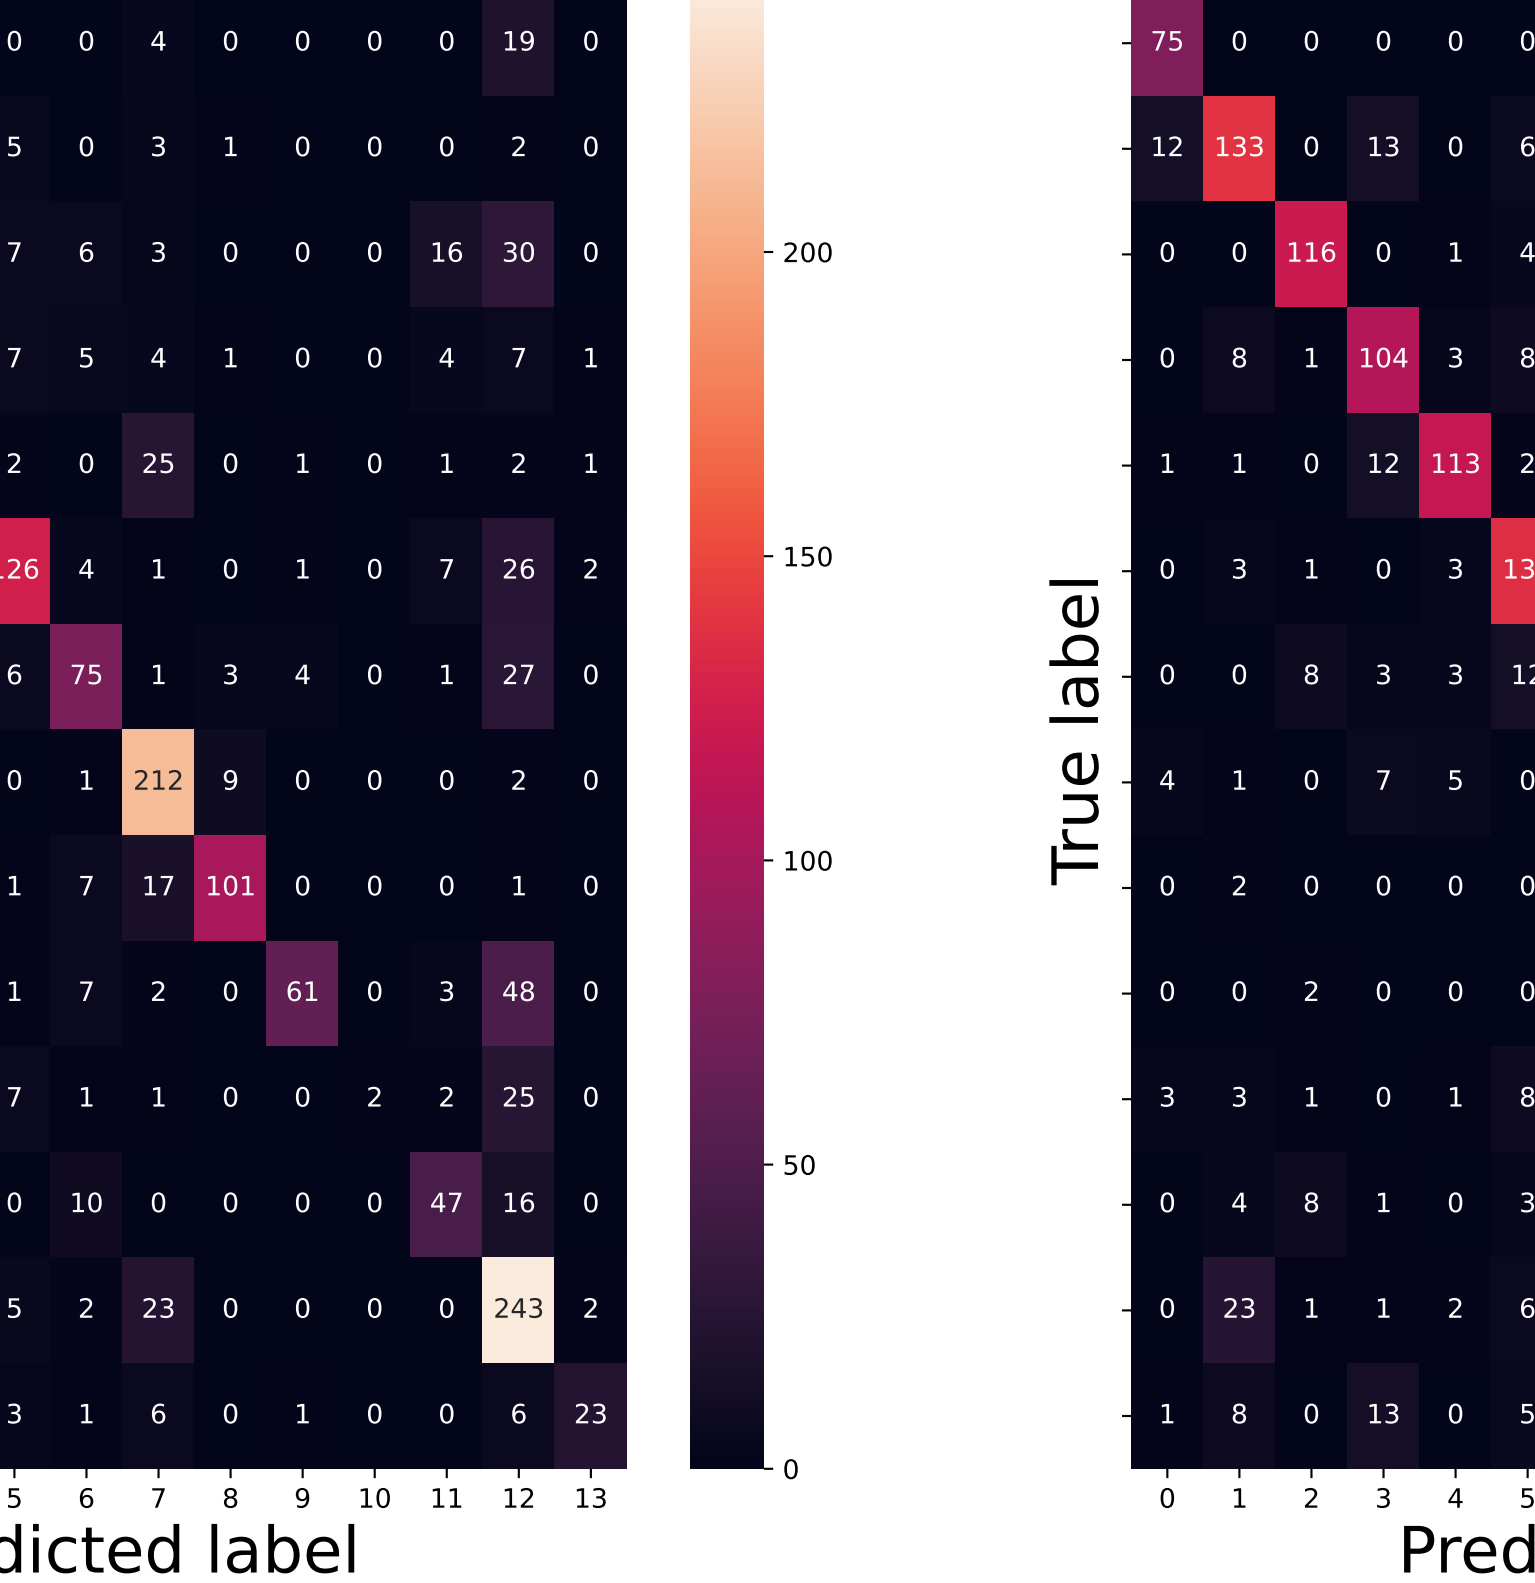 0 0 4 0 0 0 0 19 0
5 0 3 1 0 0 0 2 0
7 6 3 0 0 0 16 30 0
7 5 4 1 0 0 4 7 1
2 0 25 0 1 0 1 2 1
26 4 1 0 1 0 7 26 2
6 75 1 3 4 0 1 27 0
0 1 212 9 0 0 0 2 0
1 7 17 101 0 0 0 1 0
1 7 2 0 61 0 3 48 0
7 1 1 0 0 2 2 25 0
0 10 0 0 0 0 47 16 0
5 2 23 0 0 0 0 243 2
3 1 6 0 1 0 0 6 23
5 6 7 8 9 10 11 12 13
dicted label
200
150
100
50
0
True label
75 0 0 0 0 0
12 133 0 13 0 6
0 0 116 0 1 4
0 8 1 104 3 8
1 1 0 12 113 2
0 3 1 0 3 13
0 0 8 3 3 12
4 1 0 7 5 0
0 2 0 0 0 0
0 0 2 0 0 0
3 3 1 0 1 8
0 4 8 1 0 3
0 23 1 1 2 6
1 8 0 13 0 5
0 1 2 3 4 5
Pred